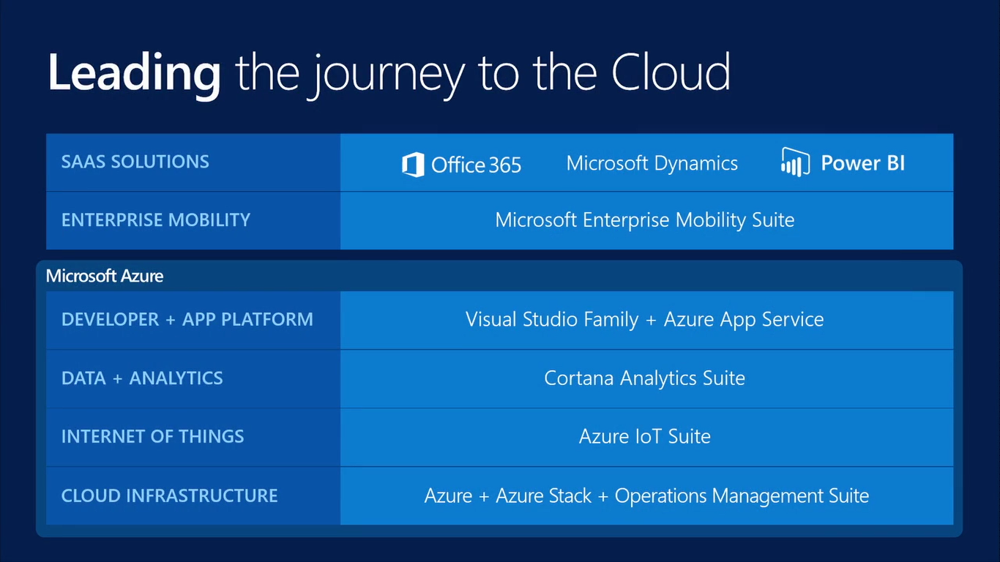 Leading the journey to the Cloud
SAAS SOLUTIONS
Office 365 Microsoft Dynamics Power BI
ENTERPRISE MOBILITY
Microsoft Enterprise Mobility Suite
Microsoft Azure
DEVELOPER + APP PLATFORM
Visual Studio Family + Azure App Service
DATA + ANALYTICS
Cortana Analytics Suite
INTERNET OF THINGS
Azure IoT Suite
CLOUD INFRASTRUCTURE
Azure + Azure Stack + Operations Management Suite